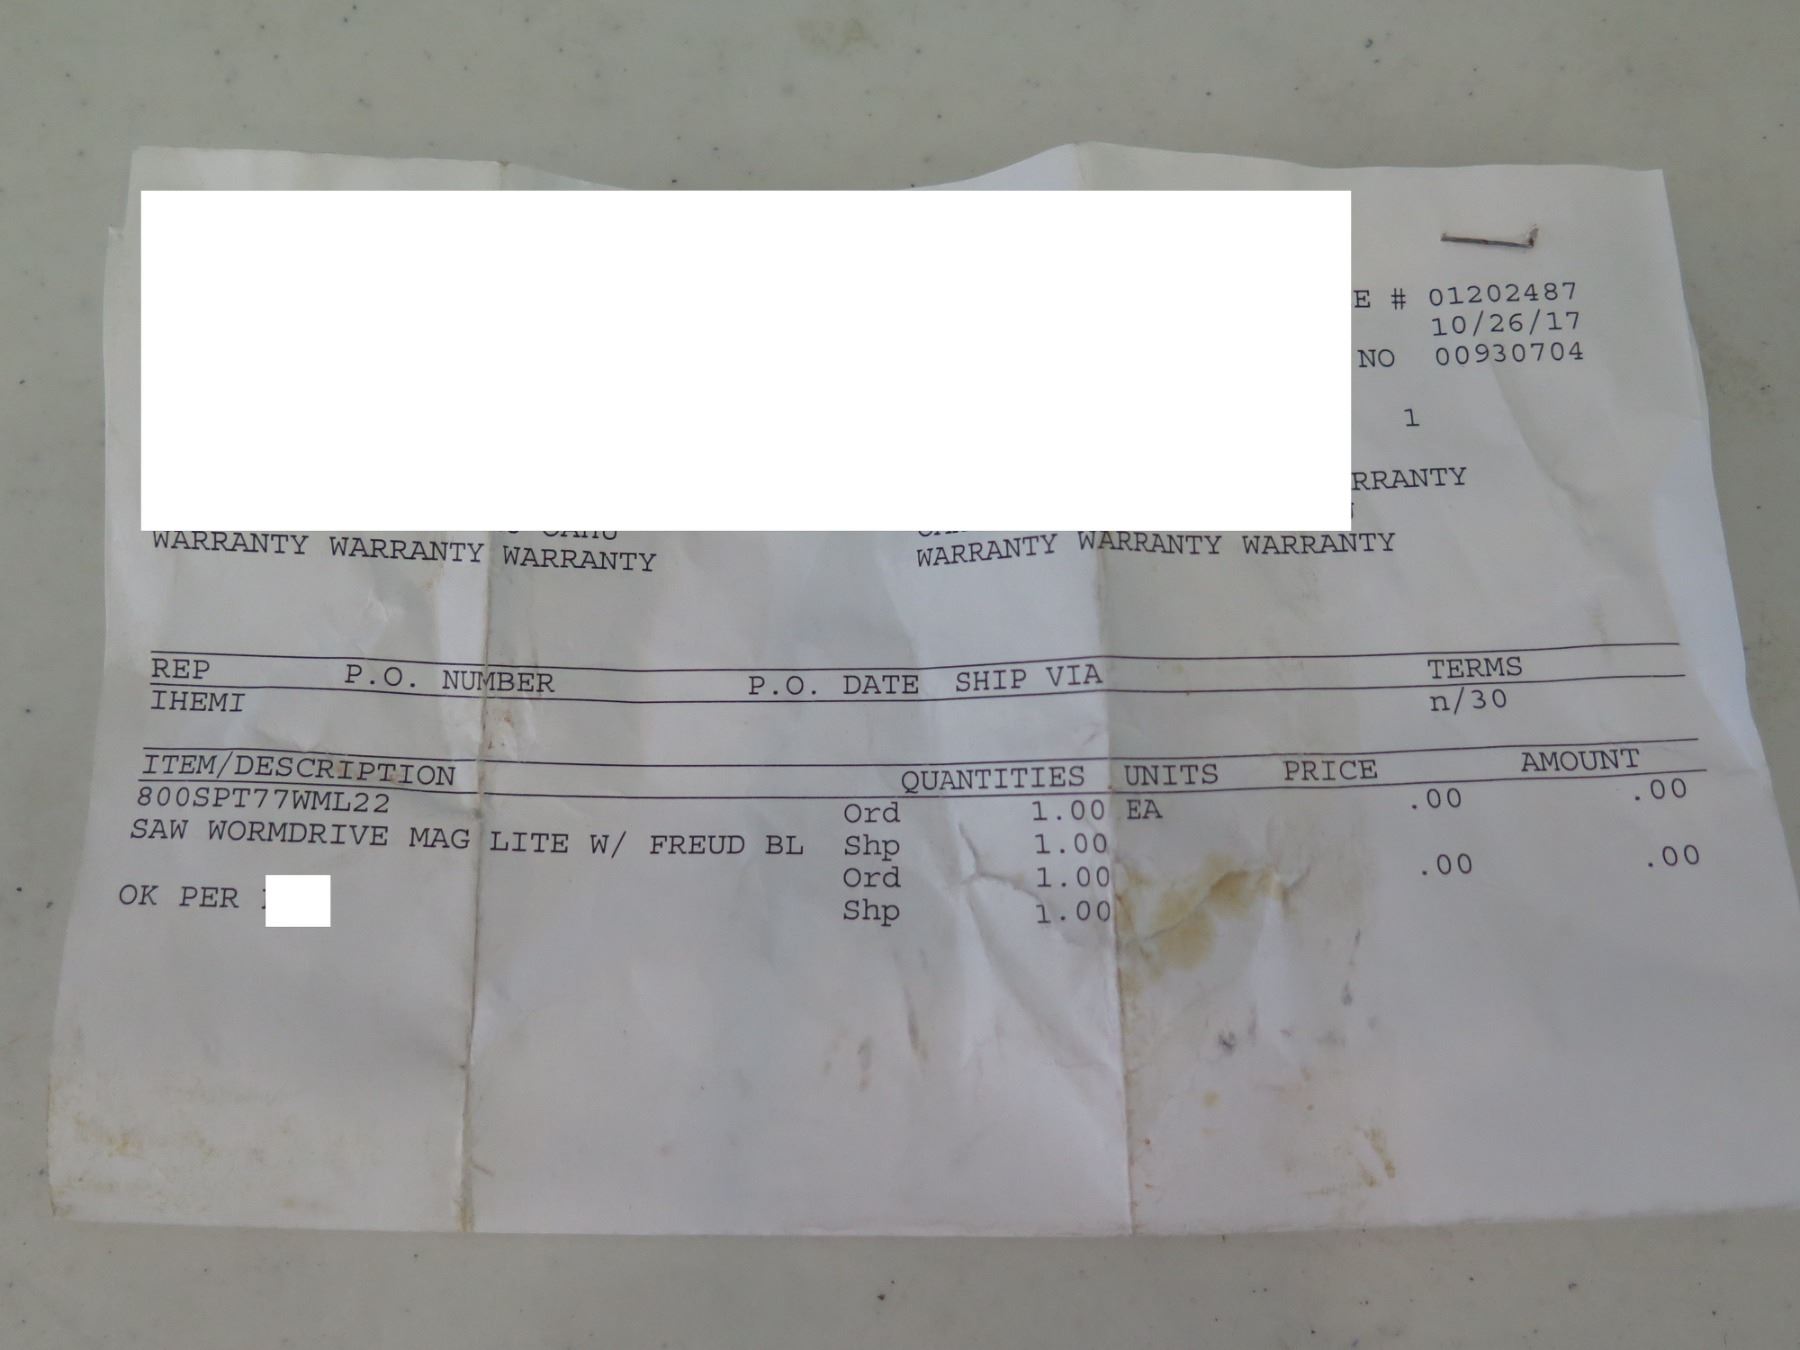 E # 01202487
10/26/17
NO 00930704
1
RRANTY
WARRANTY WARRANTY WARRANTY WARRANTY WARRANTY WARRANTY
REP P.O. NUMBER P.O. DATE SHIP VIA TERMS
IHEMI n/30
ITEM/DESCRIPTION QUANTITIES UNITS PRICE AMOUNT
800SPT77WML22 Ord 1.00 EA .00 .00
SAW WORMDRIVE MAG LITE W/ FREUD BL Shp 1.00
Ord 1.00 .00 .00
OK PER Shp 1.00